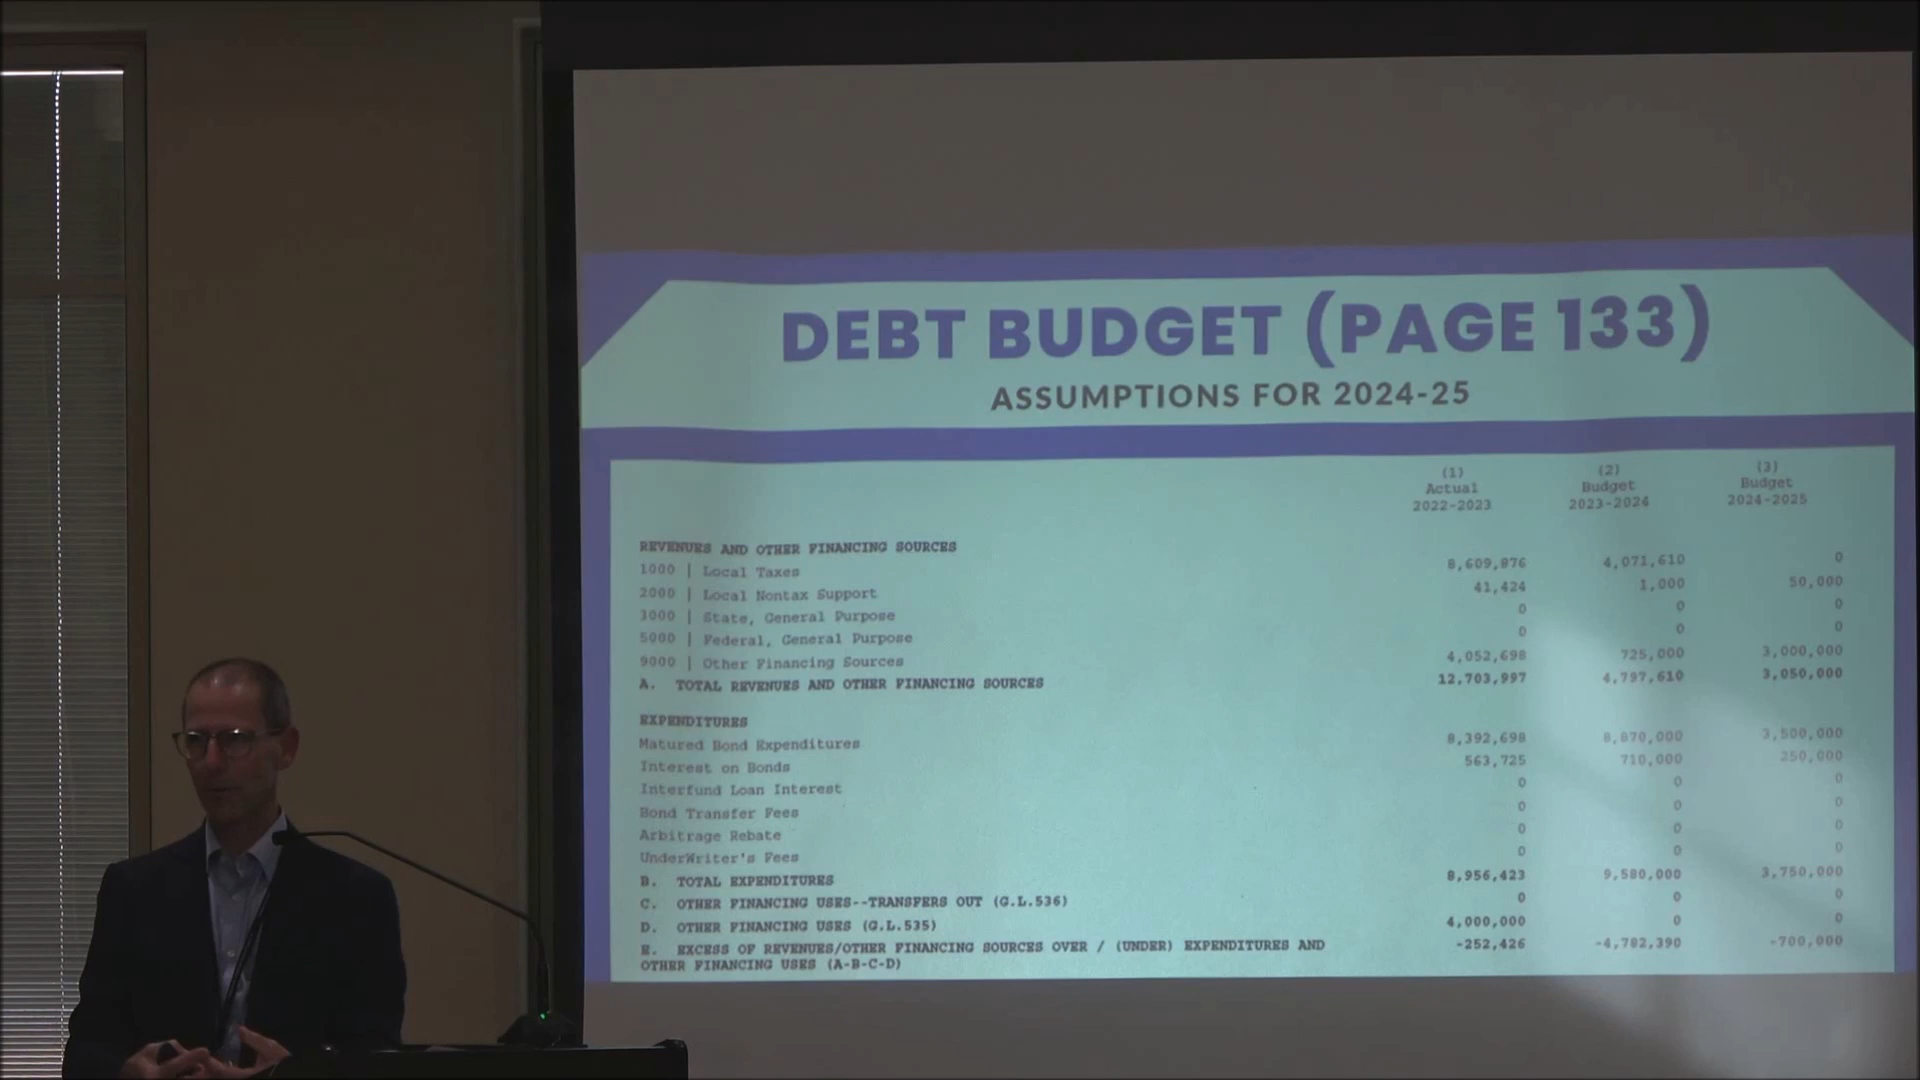 DEBT BUDGET (PAGE 133)
ASSUMPTIONS FOR 2024-25
(1) (2) (3)
Actual Budget Budget
2022-2023 2023-2024 2024-2025
REVENUES AND OTHER FINANCING SOURCES
1000 | Local Taxes 8,609,876 4,071,610 0
2000 | Local Nontax Support 41,424 1,000 50,000
3000 | State, General Purpose 0 0 0
5000 | Federal, General Purpose 0 0 0
9000 | Other Financing Sources 4,052,698 725,000 3,000,000
A. TOTAL REVENUES AND OTHER FINANCING SOURCES 12,703,997 4,797,610 3,050,000
EXPENDITURES
Matured Bond Expenditures 8,392,698 8,870,000 3,500,000
Interest on Bonds 563,725 710,000 250,000
Interfund Loan Interest 0 0 0
Bond Transfer Fees 0 0 0
Arbitrage Rebate 0 0 0
UnderWriter's Fees 0 0 0
B. TOTAL EXPENDITURES 8,956,423 9,580,000 3,750,000
C. OTHER FINANCING USES--TRANSFERS OUT (G.L.536) 0 0 0
D. OTHER FINANCING USES (G.L.535) 4,000,000 0 0
E. EXCESS OF REVENUES/OTHER FINANCING SOURCES OVER / (UNDER) EXPENDITURES AND -252,426 -4,782,390 -700,000
OTHER FINANCING USES (A-B-C-D)